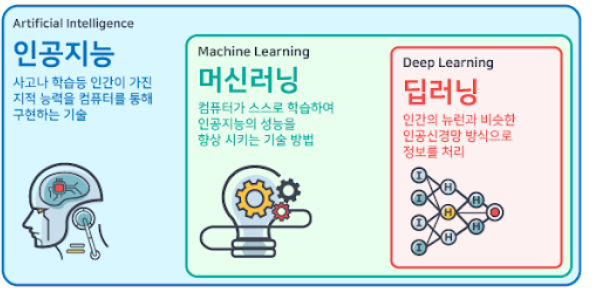 Artificial Intelligence
인공지능
사고나 학습등 인간이 가진
지적 능력을 컴퓨터를 통해
구현하는 기술
Machine Learning
머신러닝
컴퓨터가 스스로 학습하여
인공지능의 성능을
향상 시키는 기술 방법
Deep Learning
딥러닝
인간의 뉴런과 비슷한
인공신경망 방식으로
정보를 처리
I
I
I
I
H
H
H
H
H